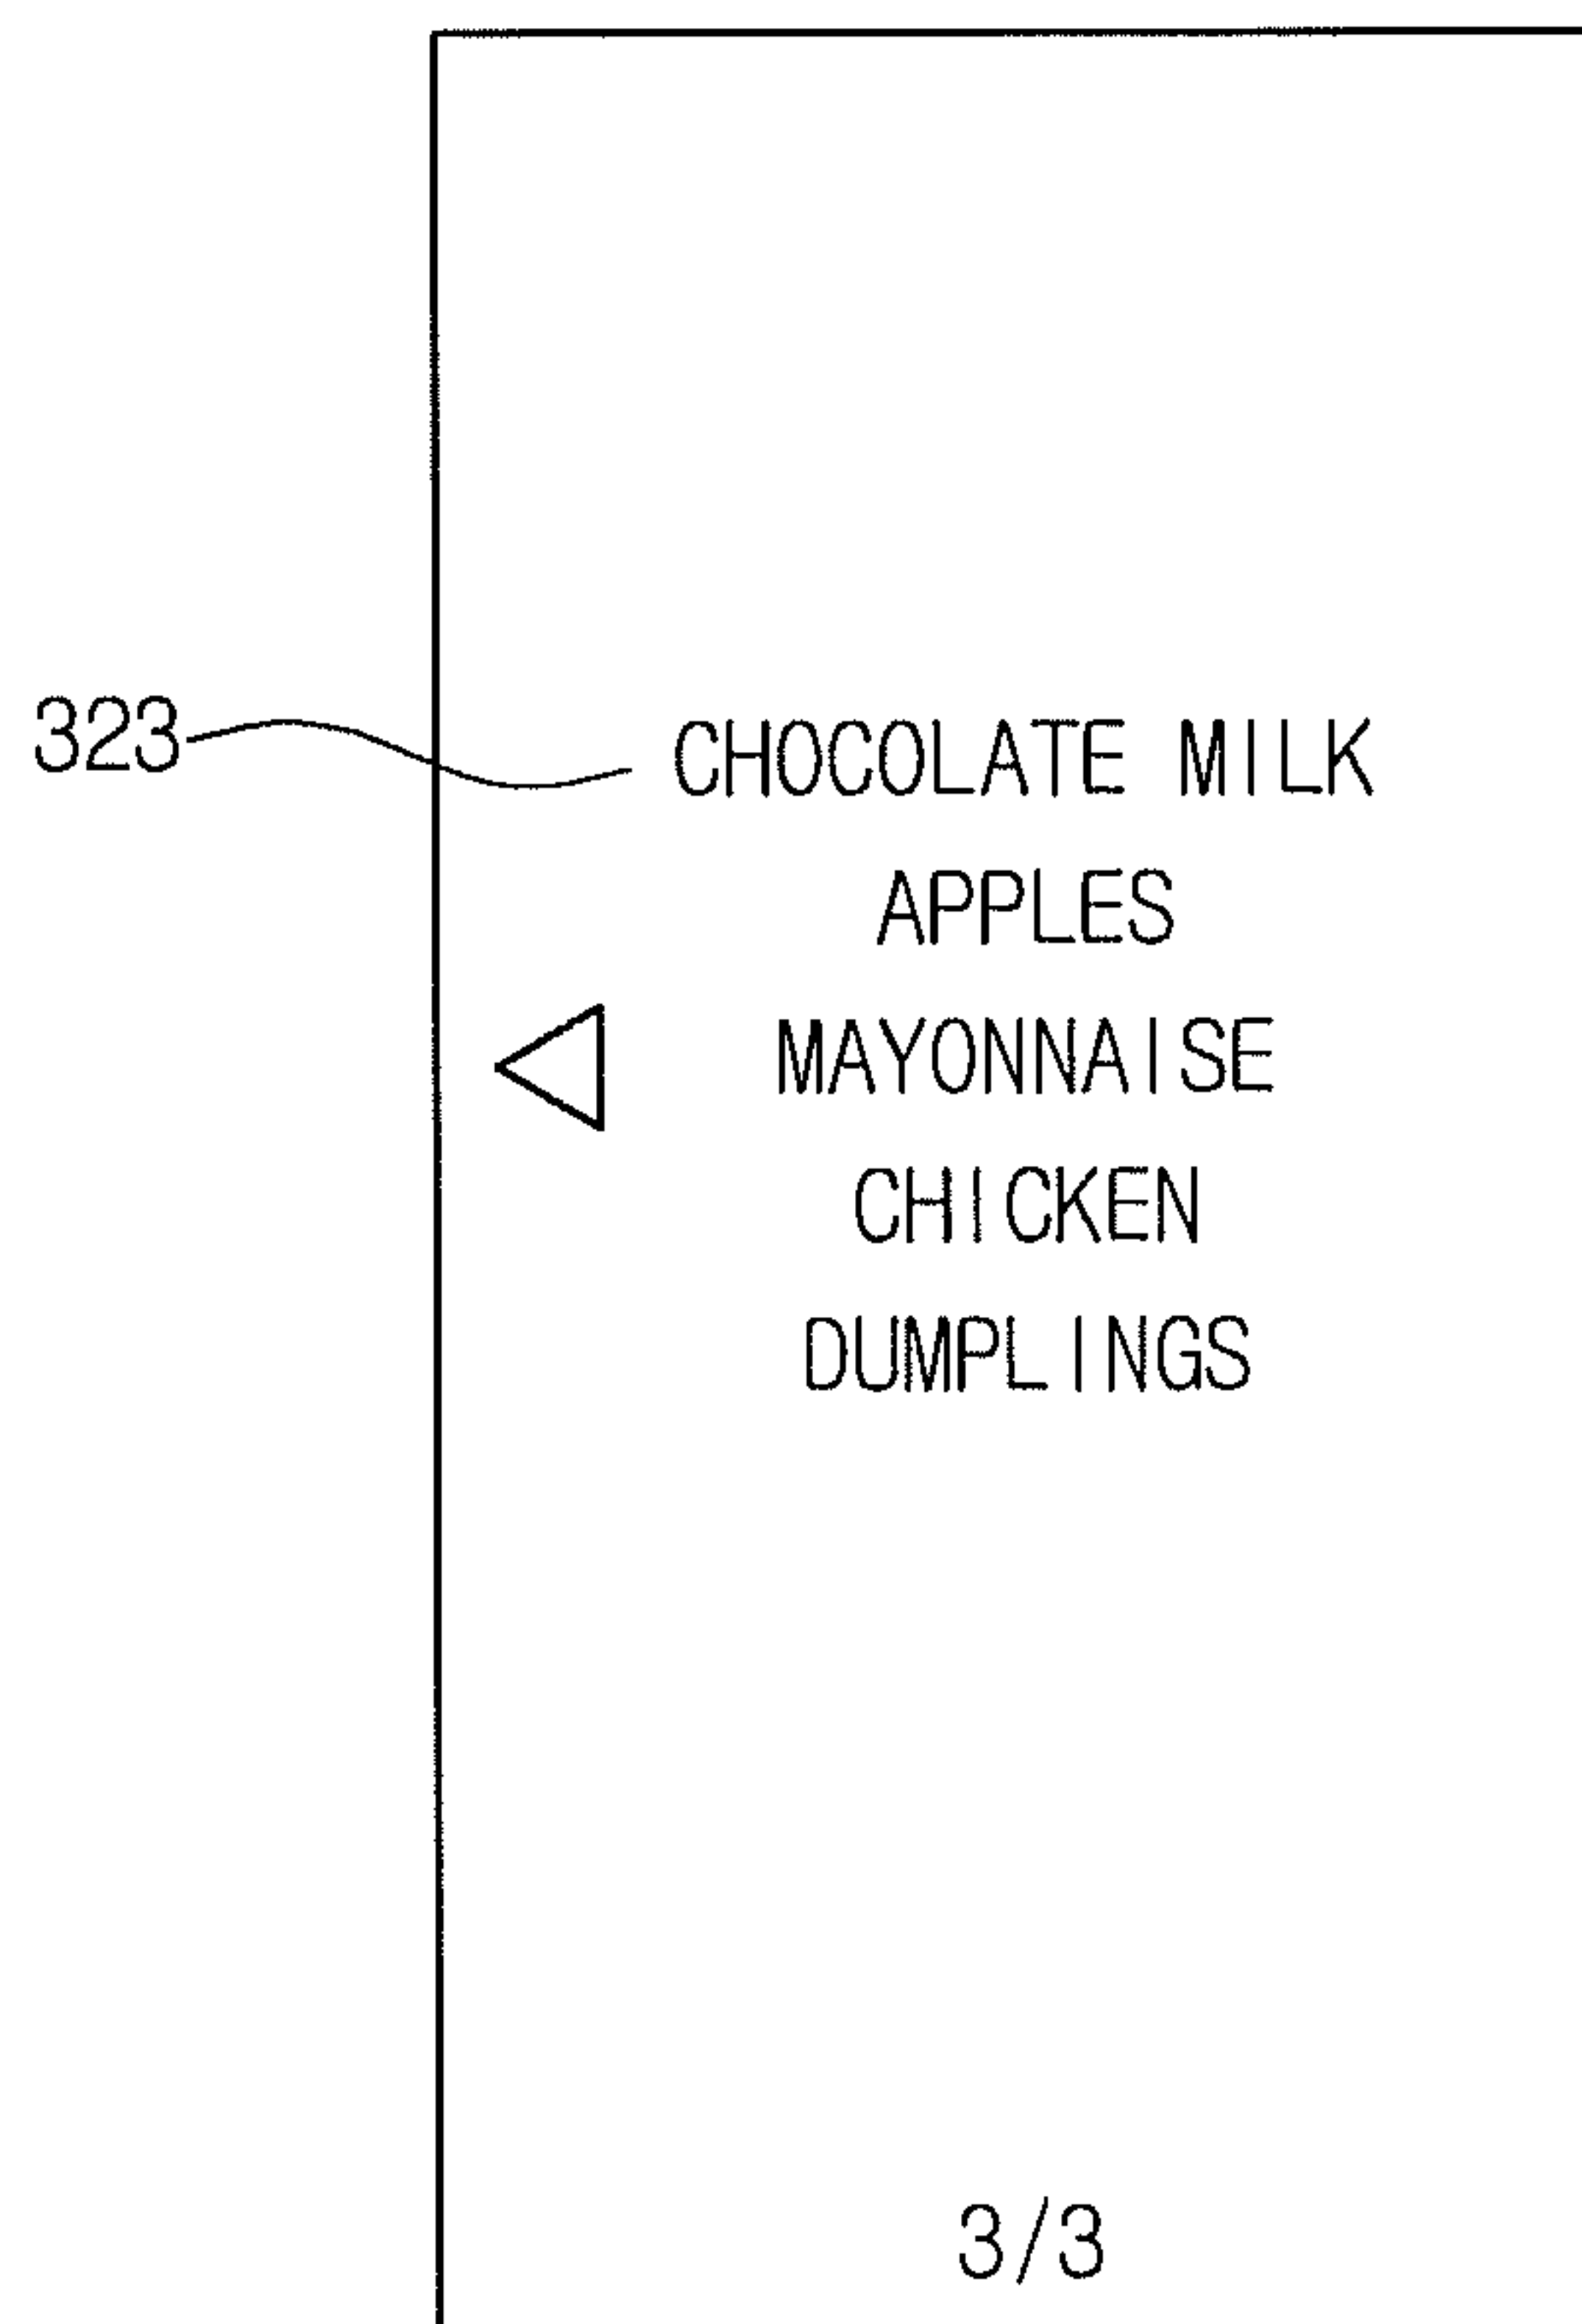 323
CHOCOLATE MILK
APPLES
MAYONNAISE
CHICKEN
DUMPLINGS
3/3